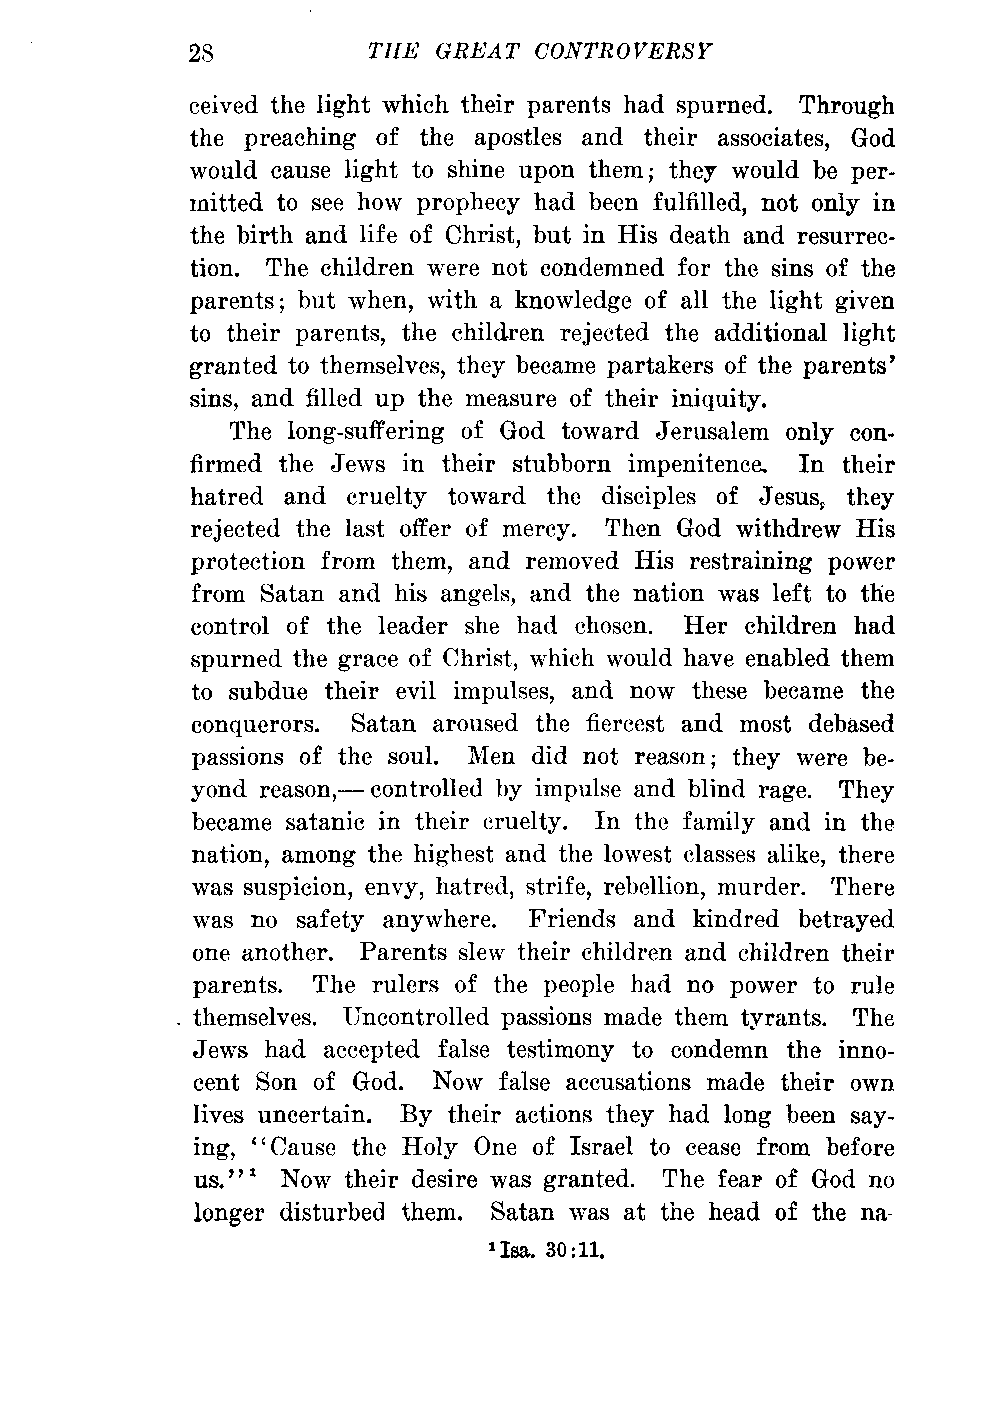 28 THE GREAT CONTROVERSY
ceived the light which their parents had spurned. Through
the preaching of the apostles and their associates, God
would cause light to shine upon them; they would be per-
mitted to see how prophecy had been fulfilled, not only in
the birth and life of Christ, but in His death and resurrec-
tion. The children were not condemned for the sins of the
parents; but when, with a knowledge of all the light given
to their parents, the children rejected the additional light
granted to themselves, they became partakers of the parents'
sins, and filled up the measure of their iniquity.
The long-suffering of God toward Jerusalem only con-
firmed the Jews in their stubborn impenitence. In their
hatred and cruelty toward the disciples of Jesus, they
rejected the last offer of mercy. Then God withdrew His
protection from them, and removed His restraining power
from Satan and his angels, and the nation was left to the
control of the leader she had chosen. Her children had
spurned the grace of Christ, which would have enabled them
to subdue their evil impulses, and now these became the
conquerors. Satan aroused the fiercest and most debased
passions of the soul. Men did not reason; they were be-
yond reason,— controlled by impulse and blind rage. They
became satanic in their cruelty. In the family and in the
nation, among the highest and the lowest classes alike, there
was suspicion, envy, hatred, strife, rebellion, murder. There
was no safety anywhere. Friends and kindred betrayed
one another. Parents slew their children and children their
parents. The rulers of the people had no power to rule
themselves. Uncontrolled passions made them tyrants. The
Jews had accepted false testimony to condemn the inno-
cent Son of God. Now false accusations made their own
lives uncertain. By their actions they had long been say-
ing, "Cause the Holy One of Israel to cease from before
us."¹ Now their desire was granted. The fear of God no
longer disturbed them. Satan was at the head of the na-
¹Isa. 30:11.